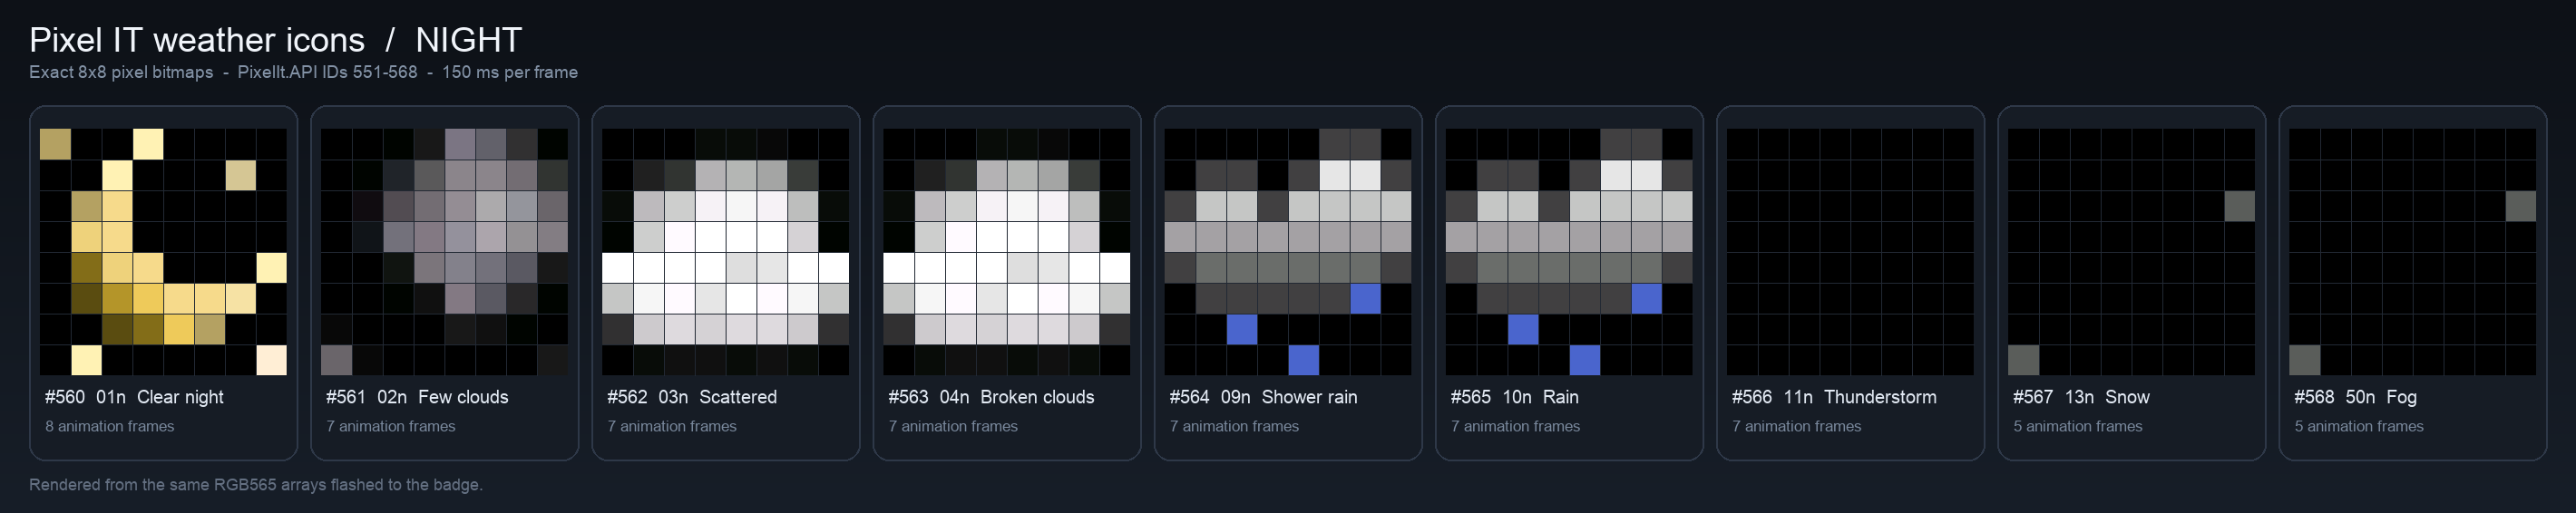 Pixel IT weather icons / NIGHT
Exact 8x8 pixel bitmaps - PixelIt.API IDs 551-568 - 150 ms per frame
#560 01n Clear night
8 animation frames
#561 02n Few clouds
7 animation frames
#562 03n Scattered
7 animation frames
#563 04n Broken clouds
7 animation frames
#564 09n Shower rain
7 animation frames
#565 10n Rain
7 animation frames
#566 11n Thunderstorm
7 animation frames
#567 13n Snow
5 animation frames
#568 50n Fog
5 animation frames
Rendered from the same RGB565 arrays flashed to the badge.